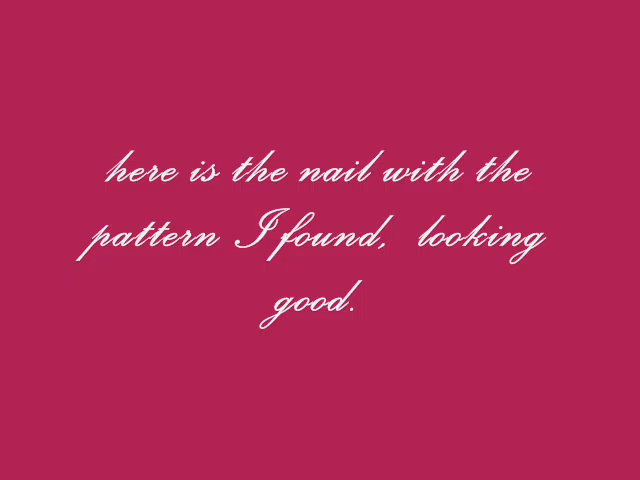 here is the nail with the
pattern I found, looking
good.